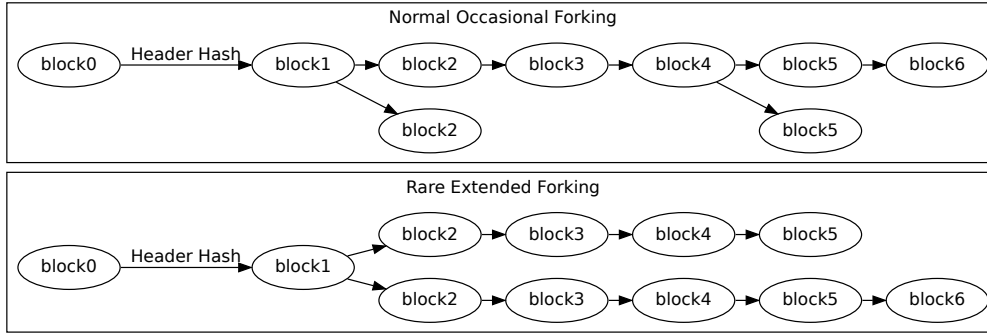 Normal Occasional Forking
block0 Header Hash block1 block2 block3 block4 block5 block6
block2 block5
Rare Extended Forking
block2 block3 block4 block5
block0 Header Hash block1
block2 block3 block4 block5 block6